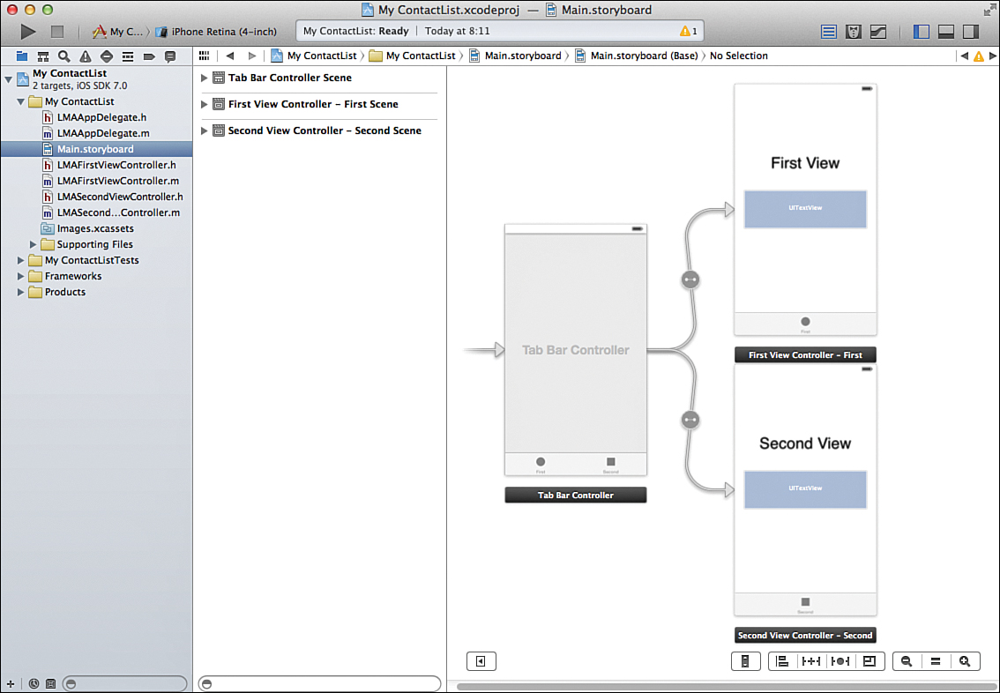 My ContactList.xcodeproj — Main.storyboard
My C... iPhone Retina (4-inch)
My ContactList: Ready Today at 8:11
1
My ContactList My ContactList Main.storyboard Main.storyboard (Base) No Selection
My ContactList
2 targets, iOS SDK 7.0
My ContactList
LMAAppDelegate.h
LMAAppDelegate.m
Main.storyboard
LMAFirstViewController.h
LMAFirstViewController.m
LMASecondViewController.h
LMASecond...Controller.m
Images.xcassets
Supporting Files
My ContactListTests
Frameworks
Products
Tab Bar Controller Scene
First View Controller – First Scene
Second View Controller – Second Scene
Tab Bar Controller
First
Second
Tab Bar Controller
First View
UITextView
First
First View Controller – First
Second View
UITextView
Second
Second View Controller – Second